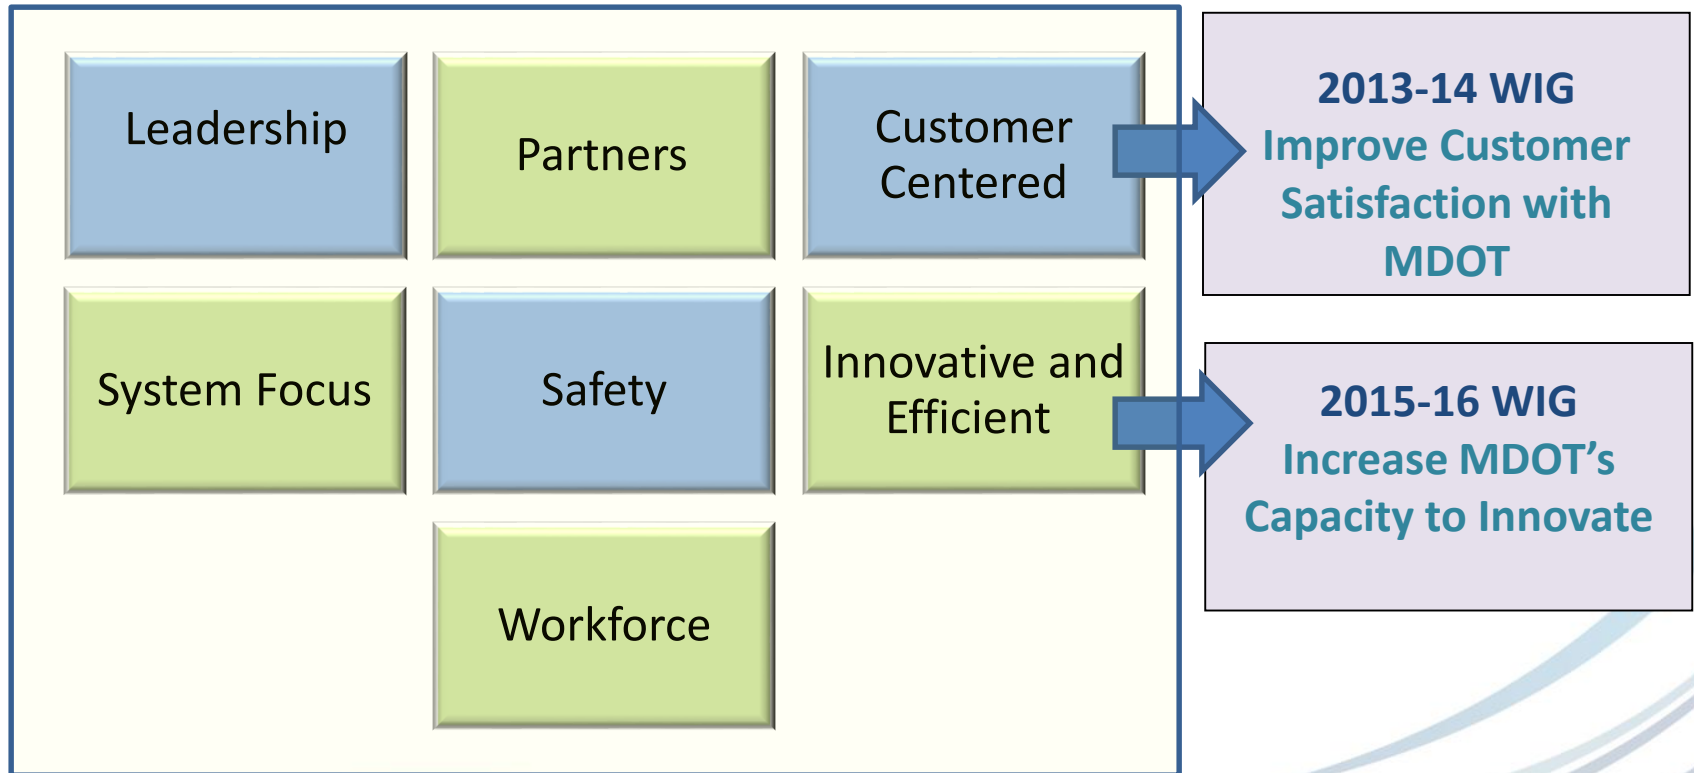 Leadership
Partners
Customer
Centered
2013-14 WIG
Improve Customer
Satisfaction with
MDOT
System Focus
Safety
Innovative and
Efficient
2015-16 WIG
Increase MDOT’s
Capacity to Innovate
Workforce